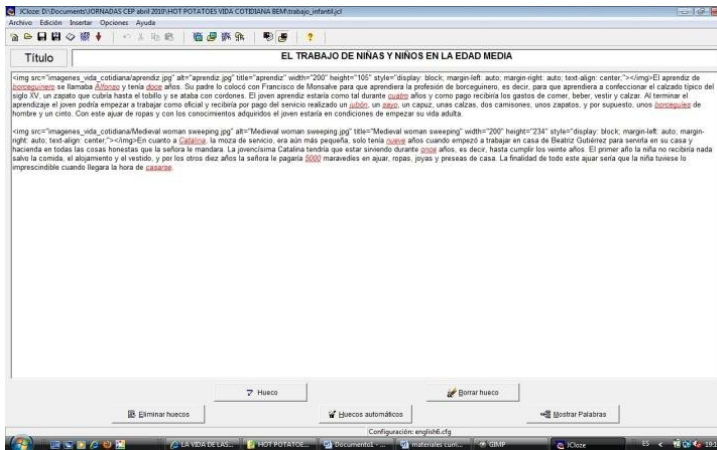 JCloze: D:\Documents\JORNADAS CEP abril 2010\HOT POTATOES VIDA COTIDIANA BEM\trabajo_infantil.jcl
Archivo Edición Insertar Opciones Ayuda
Título
EL TRABAJO DE NIÑAS Y NIÑOS EN LA EDAD MEDIA
<img src="imagenes_vida_cotidiana/aprendiz.jpg" alt="aprendiz.jpg" title="aprendiz" width="200" height="105" style="display: block; margin-left: auto; margin-right: auto; text-align: center;"></img>El aprendiz de
borceguinero se llamaba Alfonso y tenía doce años. Su padre lo colocó con Francisco de Monsalve para que aprendiera la profesión de borceguinero, es decir, para que aprendiera a confeccionar el calzado típico del
siglo XV, un zapato que cubría hasta el tobillo y se ataba con cordones. El joven aprendiz estaría como tal durante cuatro años y como pago recibiría los gastos de comer, beber, vestir y calzar. Al terminar el
aprendizaje el joven podría empezar a trabajar como oficial y recibiría por pago del servicio realizado un jubón, un sayo, un capuz, unas calzas, dos camisones, unos zapatos, y por supuesto, unos borceguíes de
hombre y un cinto. Con este ajuar de ropas y con los conocimientos adquiridos el joven estaría en condiciones de empezar su vida adulta.
<img src="imagenes_vida_cotidiana/Medieval woman sweeping.jpg" alt="Medieval woman sweeping.jpg" title="Medieval woman sweeping" width="200" height="234" style="display: block; margin-left: auto; margin-
right: auto; text-align: center;"></img>En cuanto a Catalina, la moza de servicio, era aún más pequeña, solo tenía nueve años cuando empezó a trabajar en casa de Beatriz Gutiérrez para servirla en su casa y
hacienda en todas las cosas honestas que la señora le mandara. La jovencísima Catalina tendría que estar sirviendo durante once años, es decir, hasta cumplir los veinte años. El primer año la niña no recibiría nada
salvo la comida, el alojamiento y el vestido, y por los otros diez años la señora le pagaría 5000 maravedíes en ajuar, ropas, joyas y preseas de casa. La finalidad de todo este ajuar sería que la niña tuviese lo
imprescindible cuando llegara la hora de casarse.
Hueco
Borrar hueco
Eliminar huecos
Huecos automáticos
Mostrar Palabras
Configuración: english6.cfg
LA VIDA DE LAS...
HOT POTATOE...
Documento1 - ...
materiales curri...
GIMP
JCloze
ES